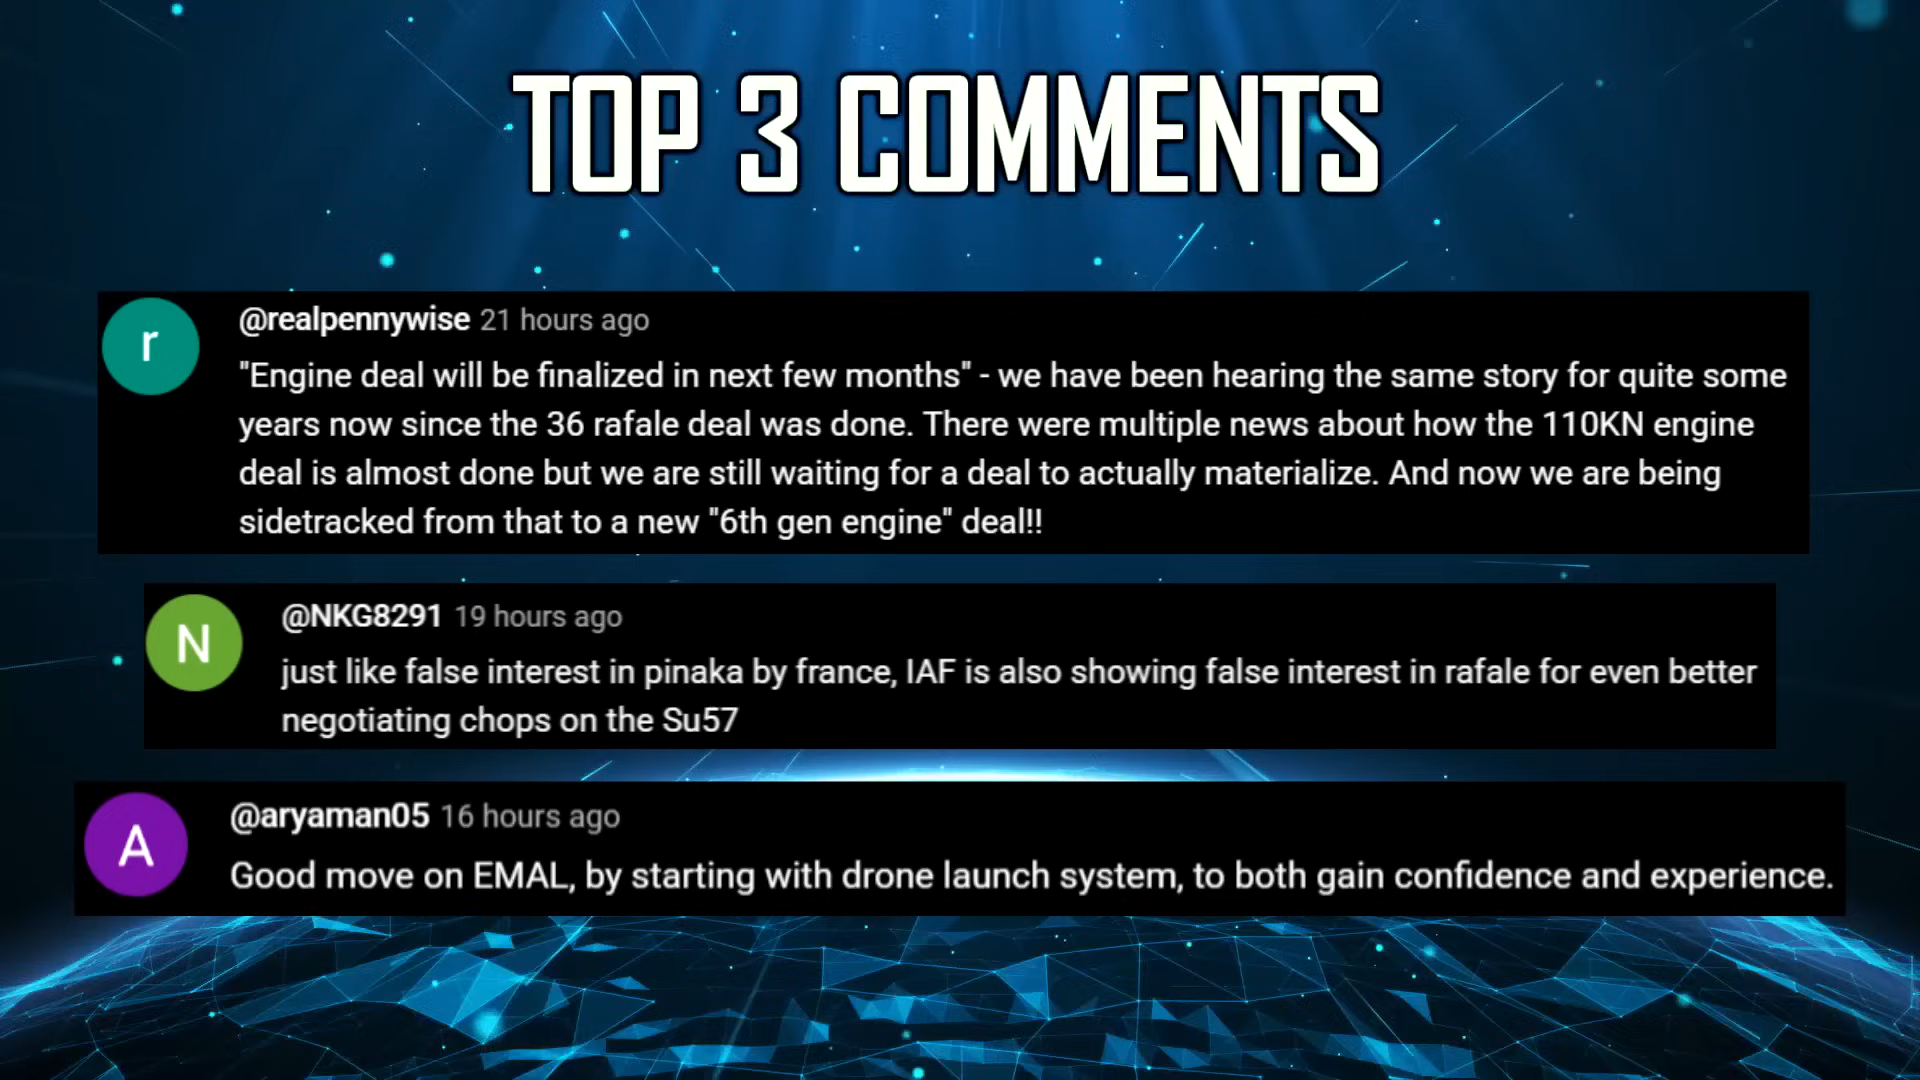 TOP 3 COMMENTS
r
@realpennywise 21 hours ago
"Engine deal will be finalized in next few months" - we have been hearing the same story for quite some
years now since the 36 rafale deal was done. There were multiple news about how the 110KN engine
deal is almost done but we are still waiting for a deal to actually materialize. And now we are being
sidetracked from that to a new "6th gen engine" deal!!
N
@NKG8291 19 hours ago
just like false interest in pinaka by france, IAF is also showing false interest in rafale for even better
negotiating chops on the Su57
A
@aryaman05 16 hours ago
Good move on EMAL, by starting with drone launch system, to both gain confidence and experience.